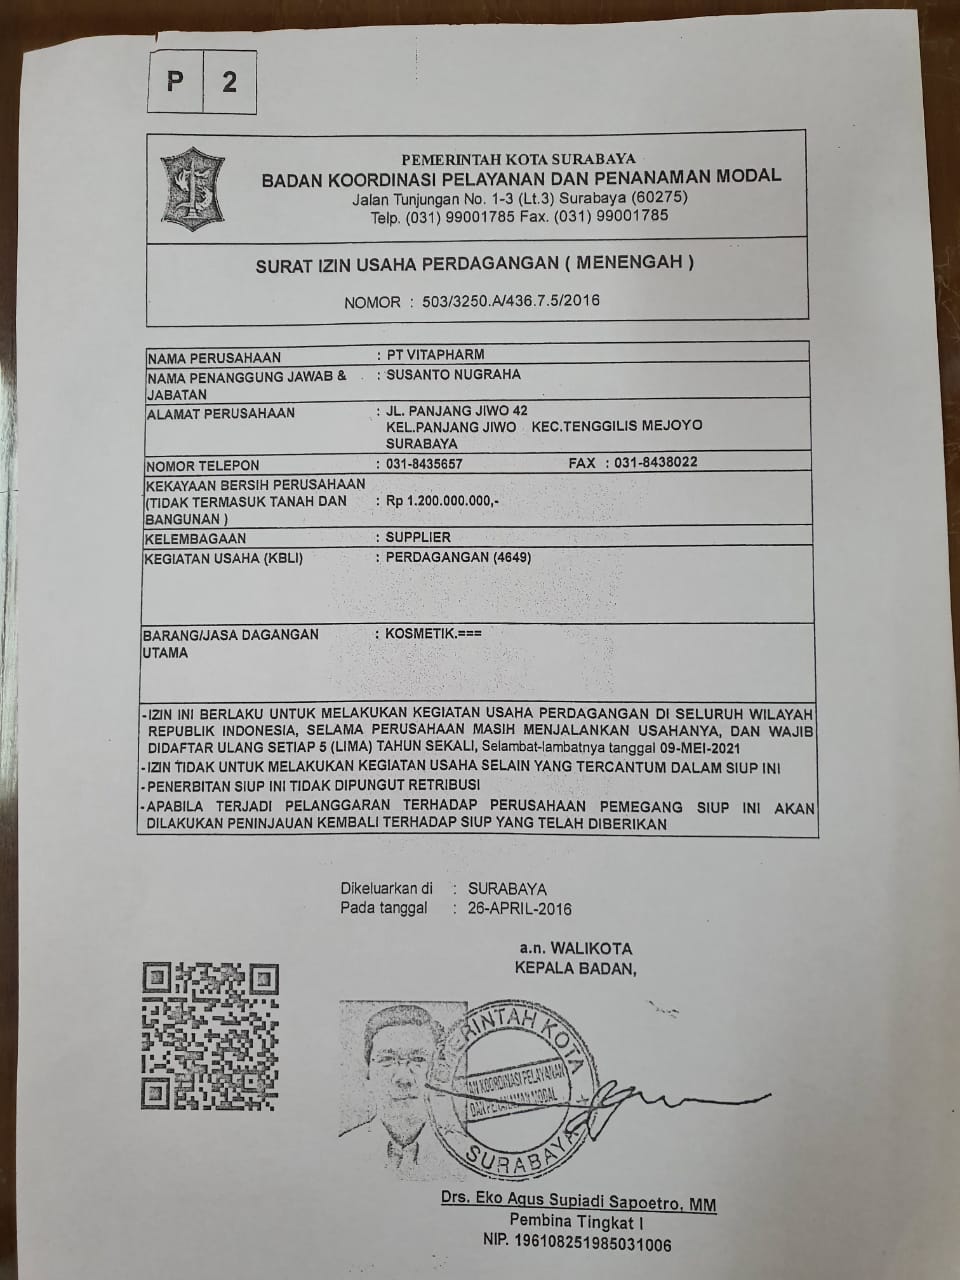 P 2
PEMERINTAH KOTA SURABAYA
BADAN KOORDINASI PELAYANAN DAN PENANAMAN MODAL
Jalan Tunjungan No. 1-3 (Lt.3) Surabaya (60275)
Telp. (031) 99001785 Fax. (031) 99001785
SURAT IZIN USAHA PERDAGANGAN ( MENENGAH )
NOMOR : 503/3250.A/436.7.5/2016
NAMA PERUSAHAAN : PT VITAPHARM
NAMA PENANGGUNG JAWAB & : SUSANTO NUGRAHA
JABATAN
ALAMAT PERUSAHAAN : JL. PANJANG JIWO 42
KEL.PANJANG JIWO KEC.TENGGILIS MEJOYO
SURABAYA
NOMOR TELEPON : 031-8435657 FAX : 031-8438022
KEKAYAAN BERSIH PERUSAHAAN
(TIDAK TERMASUK TANAH DAN : Rp 1.200.000.000,-
BANGUNAN )
KELEMBAGAAN : SUPPLIER
KEGIATAN USAHA (KBLI) : PERDAGANGAN (4649)
BARANG/JASA DAGANGAN : KOSMETIK.===
UTAMA
-IZIN INI BERLAKU UNTUK MELAKUKAN KEGIATAN USAHA PERDAGANGAN DI SELURUH WILAYAH
REPUBLIK INDONESIA, SELAMA PERUSAHAAN MASIH MENJALANKAN USAHANYA, DAN WAJIB
DIDAFTAR ULANG SETIAP 5 (LIMA) TAHUN SEKALI, Selambat-lambatnya tanggal 09-MEI-2021
-IZIN TIDAK UNTUK MELAKUKAN KEGIATAN USAHA SELAIN YANG TERCANTUM DALAM SIUP INI
-PENERBITAN SIUP INI TIDAK DIPUNGUT RETRIBUSI
-APABILA TERJADI PELANGGARAN TERHADAP PERUSAHAAN PEMEGANG SIUP INI AKAN
DILAKUKAN PENINJAUAN KEMBALI TERHADAP SIUP YANG TELAH DIBERIKAN
Dikeluarkan di : SURABAYA
Pada tanggal : 26-APRIL-2016
a.n. WALIKOTA
KEPALA BADAN,
KOTA
KOORDINASI PELAYANAN
DAN PENANAMAN MODAL
SURABAYA
Drs. Eko Agus Supiadi Sapoetro, MM
Pembina Tingkat I
NIP. 196108251985031006